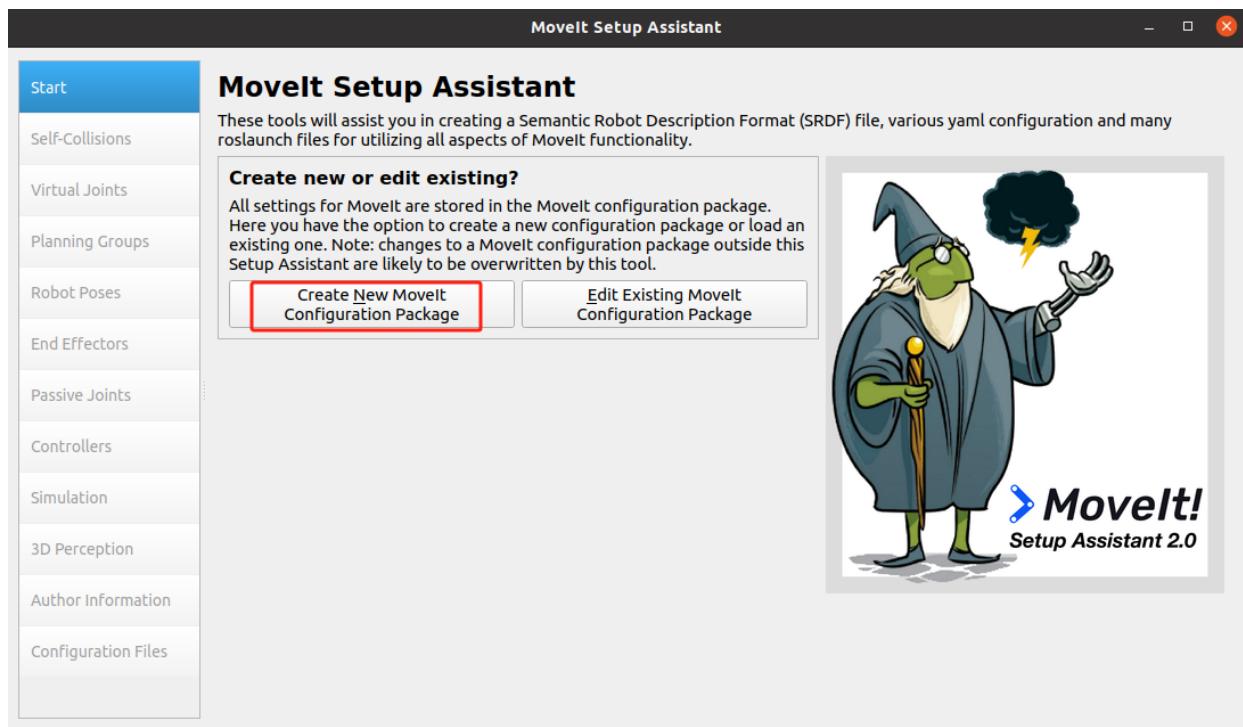 MoveIt Setup Assistant
Start
Self-Collisions
Virtual Joints
Planning Groups
Robot Poses
End Effectors
Passive Joints
Controllers
Simulation
3D Perception
Author Information
Configuration Files
MoveIt Setup Assistant
These tools will assist you in creating a Semantic Robot Description Format (SRDF) file, various yaml configuration and many
roslaunch files for utilizing all aspects of MoveIt functionality.
Create new or edit existing?
All settings for MoveIt are stored in the MoveIt configuration package.
Here you have the option to create a new configuration package or load an
existing one. Note: changes to a MoveIt configuration package outside this
Setup Assistant are likely to be overwritten by this tool.
Create New MoveIt
Configuration Package
Edit Existing MoveIt
Configuration Package
MoveIt!
Setup Assistant 2.0